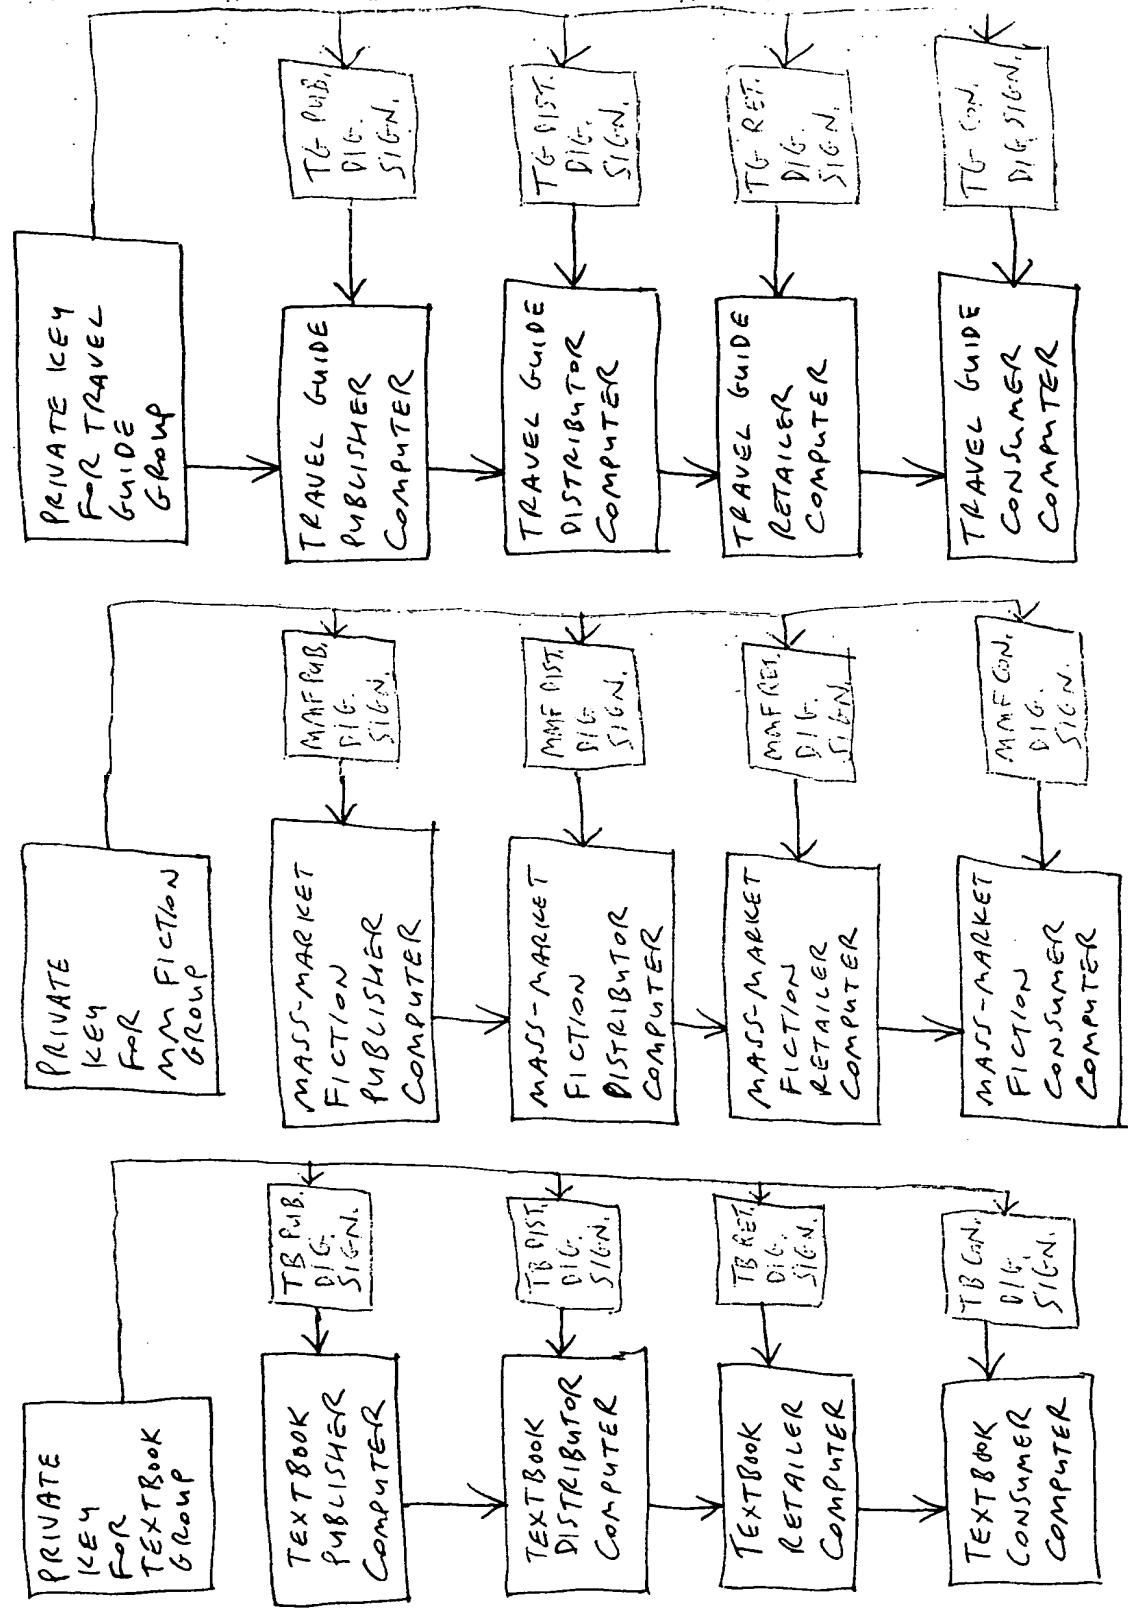 PRIVATE
KEY
FOR
TEXTBOOK
GROUP
TEXTBOOK
PUBLISHER
COMPUTER
TB PUB.
DIG.
SIGN.
TEXTBOOK
DISTRIBUTOR
COMPUTER
TB DIST.
DIG.
SIGN.
TEXTBOOK
RETAILER
COMPUTER
TB RET.
DIG.
SIGN.
TEXTBOOK
CONSUMER
COMPUTER
TB CON.
DIG.
SIGN.
PRIVATE
KEY
FOR
MM FICTION
GROUP
MASS-MARKET
FICTION
PUBLISHER
COMPUTER
MMF PUB.
DIG.
SIGN.
MASS-MARKET
FICTION
DISTRIBUTOR
COMPUTER
MMF DIST.
DIG.
SIGN.
MASS-MARKET
FICTION
RETAILER
COMPUTER
MMF RET.
DIG.
SIGN.
MASS-MARKET
FICTION
CONSUMER
COMPUTER
MMF CON.
DIG.
SIGN.
PRIVATE KEY
FOR TRAVEL
GUIDE
GROUP
TRAVEL GUIDE
PUBLISHER
COMPUTER
TG PUB.
DIG.
SIGN.
TRAVEL GUIDE
DISTRIBUTOR
COMPUTER
TG DIST.
DIG.
SIGN.
TRAVEL GUIDE
RETAILER
COMPUTER
TG RET.
DIG.
SIGN.
TRAVEL GUIDE
CONSUMER
COMPUTER
TG CON.
DIG. SIGN.